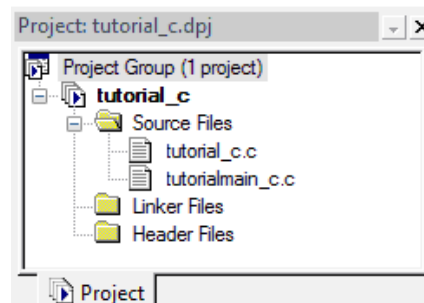 Project: tutorial_c.dpj
Project Group (1 project)
tutorial_c
Source Files
tutorial_c.c
tutorialmain_c.c
Linker Files
Header Files
Project